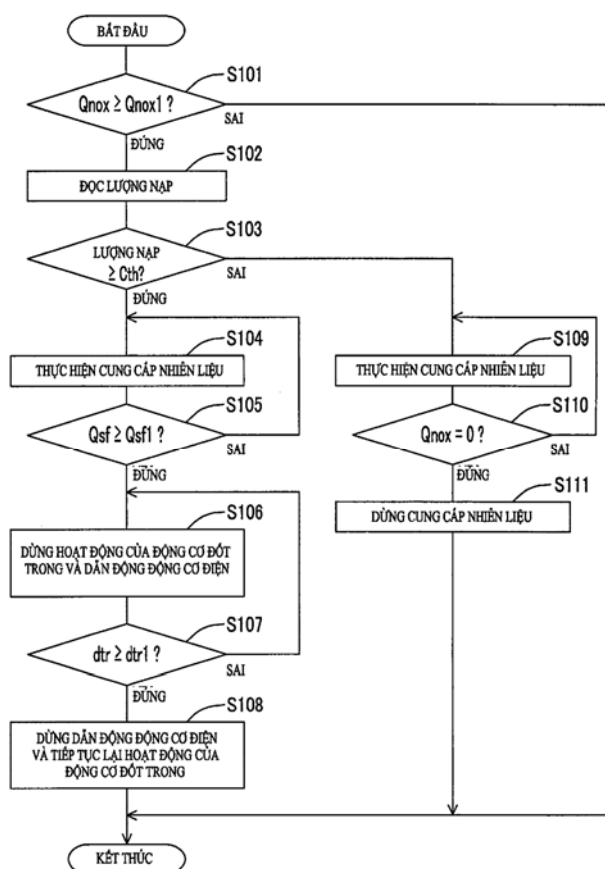 BẮT ĐẦU
S101
Qnox ≥ Qnox1 ?
SAI
ĐÚNG
S102
ĐỌC LƯỢNG NẠP
S103
LƯỢNG NẠP
≥ Cth?
SAI
ĐÚNG
S104
THỰC HIỆN CUNG CẤP NHIÊN LIỆU
S105
Qsf ≥ Qsf1 ?
SAI
ĐÚNG
S106
DỪNG HOẠT ĐỘNG CỦA ĐỘNG CƠ ĐỐT
TRONG VÀ DẪN ĐỘNG ĐỘNG CƠ ĐIỆN
S107
dtr ≥ dtr1 ?
SAI
ĐÚNG
S108
DỪNG DẪN ĐỘNG ĐỘNG CƠ ĐIỆN
VÀ TIẾP TỤC LẠI HOẠT ĐỘNG CỦA
ĐỘNG CƠ ĐỐT TRONG
S109
THỰC HIỆN CUNG CẤP NHIÊN LIỆU
S110
Qnox = 0 ?
SAI
ĐÚNG
S111
DỪNG CUNG CẤP NHIÊN LIỆU
KẾT THÚC